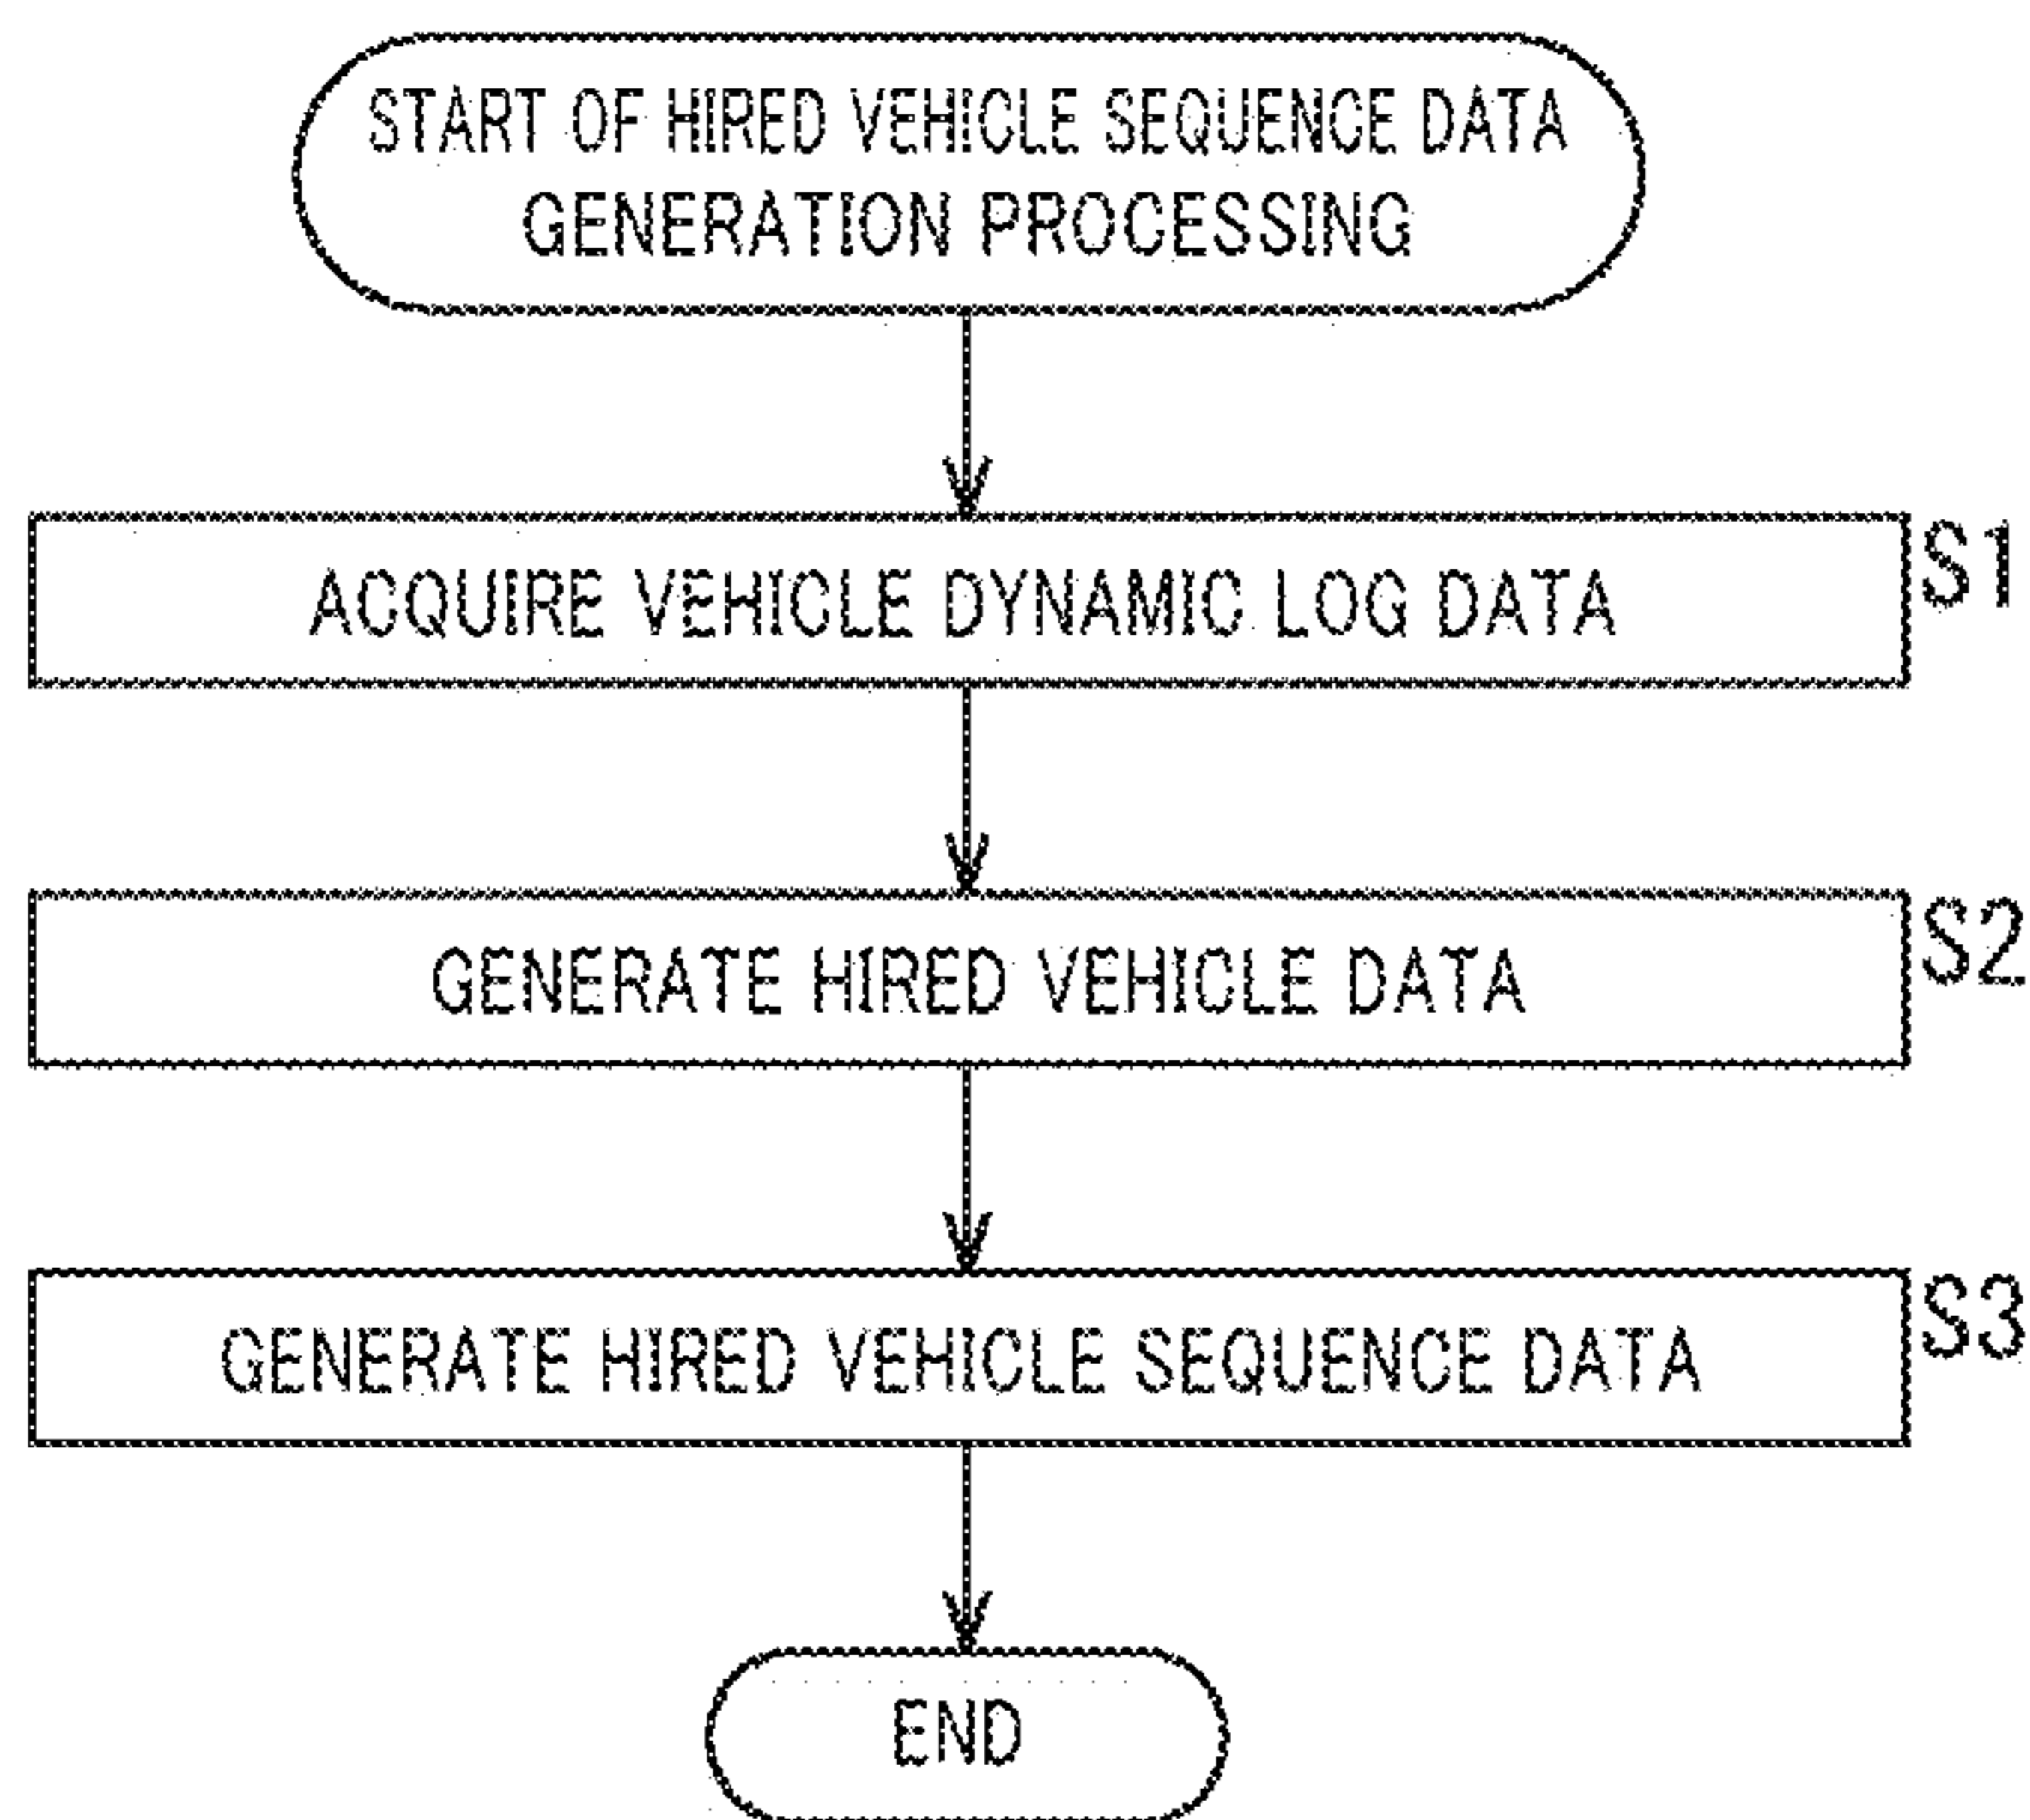 START OF HIRED VEHICLE SEQUENCE DATA
GENERATION PROCESSING
ACQUIRE VEHICLE DYNAMIC LOG DATA
S1
GENERATE HIRED VEHICLE DATA
S2
GENERATE HIRED VEHICLE SEQUENCE DATA
S3
END